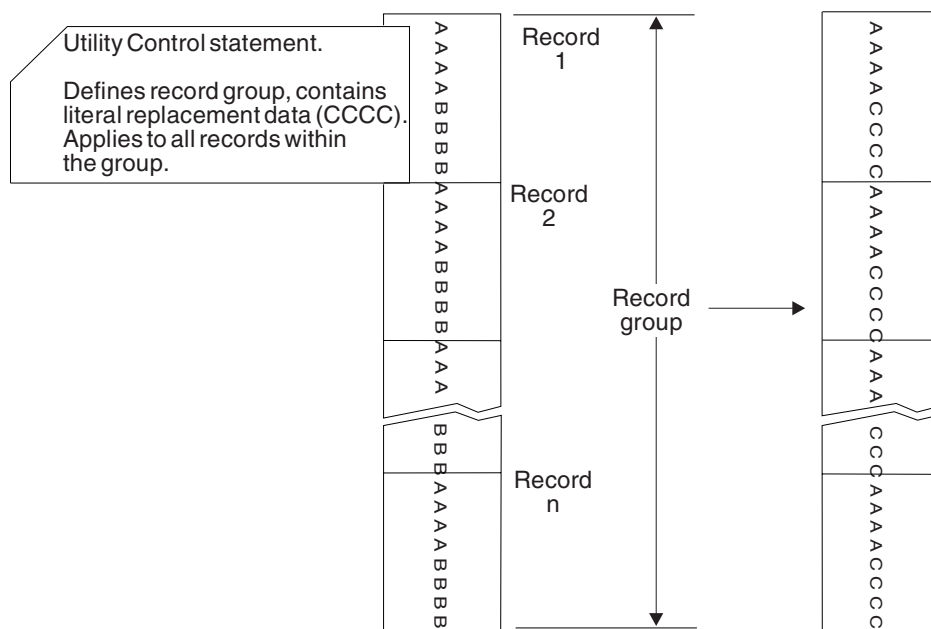 Utility Control statement.
Defines record group, contains
literal replacement data (CCCC).
Applies to all records within
the group.
AAAABBBB
AAAABBBB
AAA
BBB
AAAABBBB
Record
1
Record
2
Record
n
Record
group
AAAACCCC
AAAACCCC
AAA
CCC
AAAACCCC